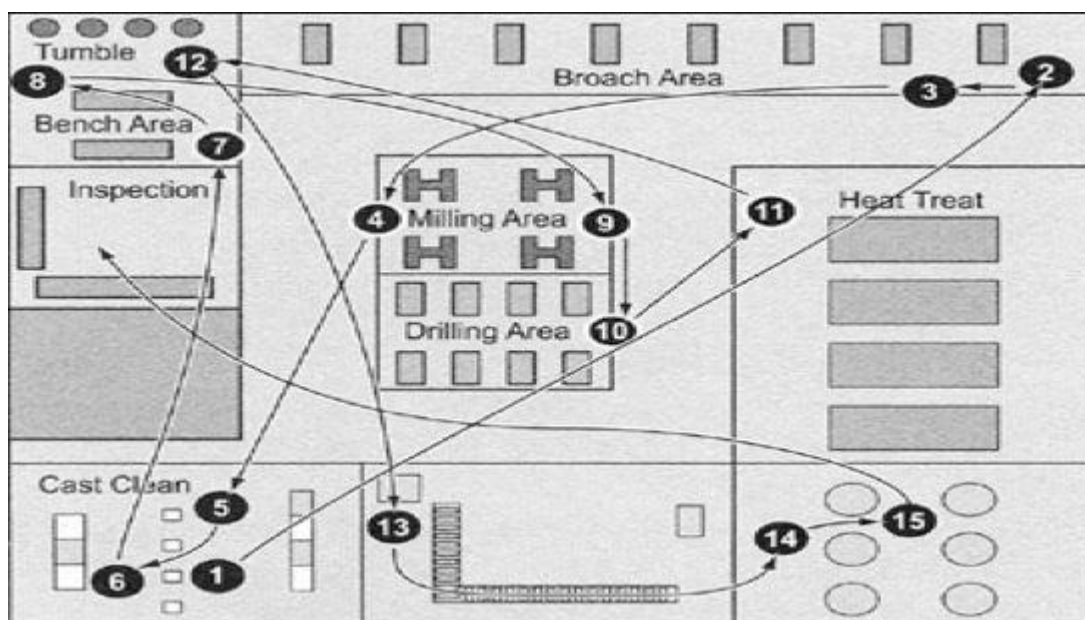 Tumble
12
8
Broach Area
2
3
Bench Area
7
Inspection
Heat Treat
4
Milling Area
9
11
Drilling Area
10
Cast Clean
5
13
14
15
6
1